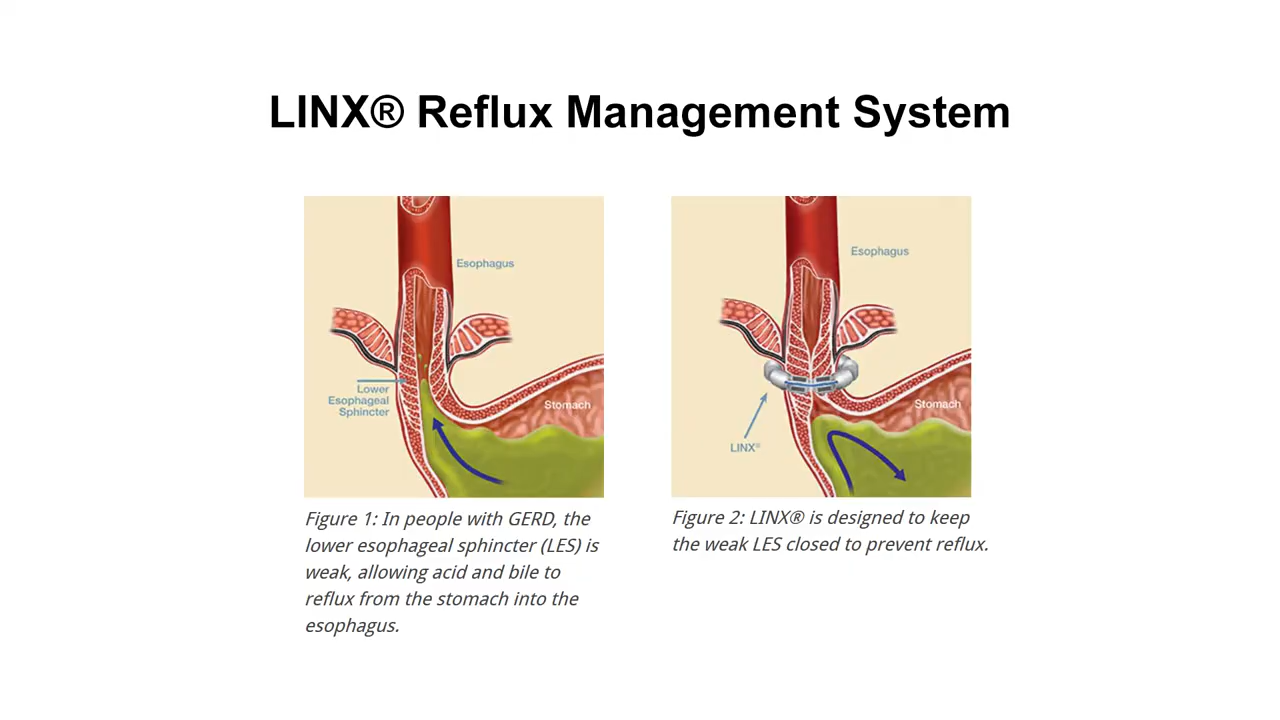 LINX® Reflux Management System
Esophagus
Lower
Esophageal
Sphincter
Stomach
Figure 1: In people with GERD, the
lower esophageal sphincter (LES) is
weak, allowing acid and bile to
reflux from the stomach into the
esophagus.
Esophagus
Stomach
LINX®
Figure 2: LINX® is designed to keep
the weak LES closed to prevent reflux.